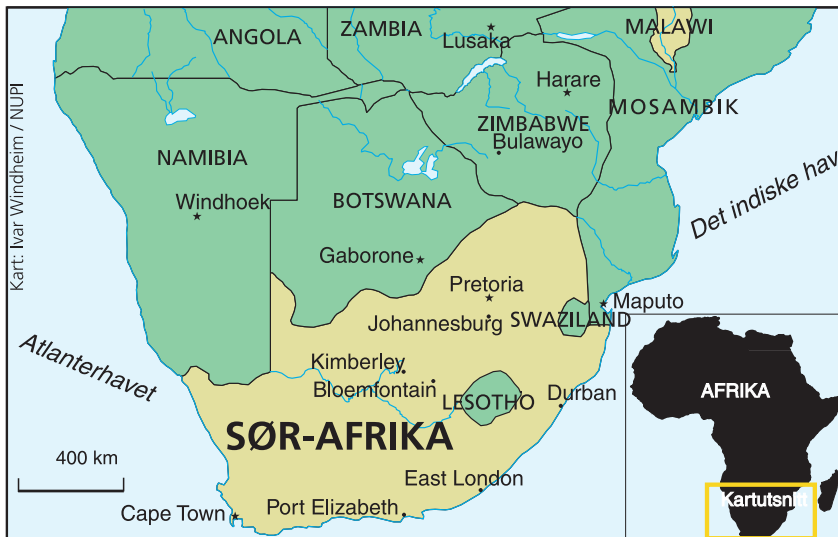 ANGOLA
ZAMBIA
Lusaka
MALAWI
Harare
MOSAMBIK
ZIMBABWE
Bulawayo
NAMIBIA
Windhoek
BOTSWANA
Gaborone
Det indiske hav
Kart: Ivar Windheim / NUPI
Pretoria
Johannesburg
SWAZILAND
Maputo
Atlanterhavet
Kimberley
Bloemfontain
LESOTHO
Durban
SØR-AFRIKA
400 km
East London
Port Elizabeth
Cape Town
AFRIKA
Kartutsnitt